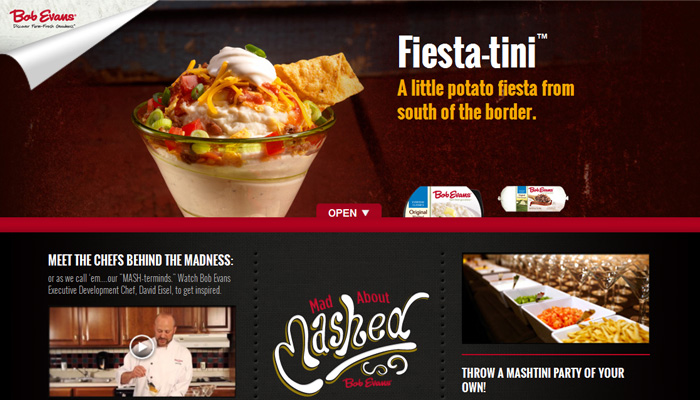 Bob Evans
Discover Farm-Fresh Goodness
Fiesta-tini™
A little potato fiesta from
south of the border.
OPEN ▼
Bob Evans
Original
Bob Evans
MEET THE CHEFS BEHIND THE MADNESS:
or as we call 'em....our "MASH-terminds." Watch Bob Evans
Executive Development Chef, David Eisel, to get inspired.
Mad About
Mashed
Bob Evans
THROW A MASHTINI PARTY OF YOUR
OWN!